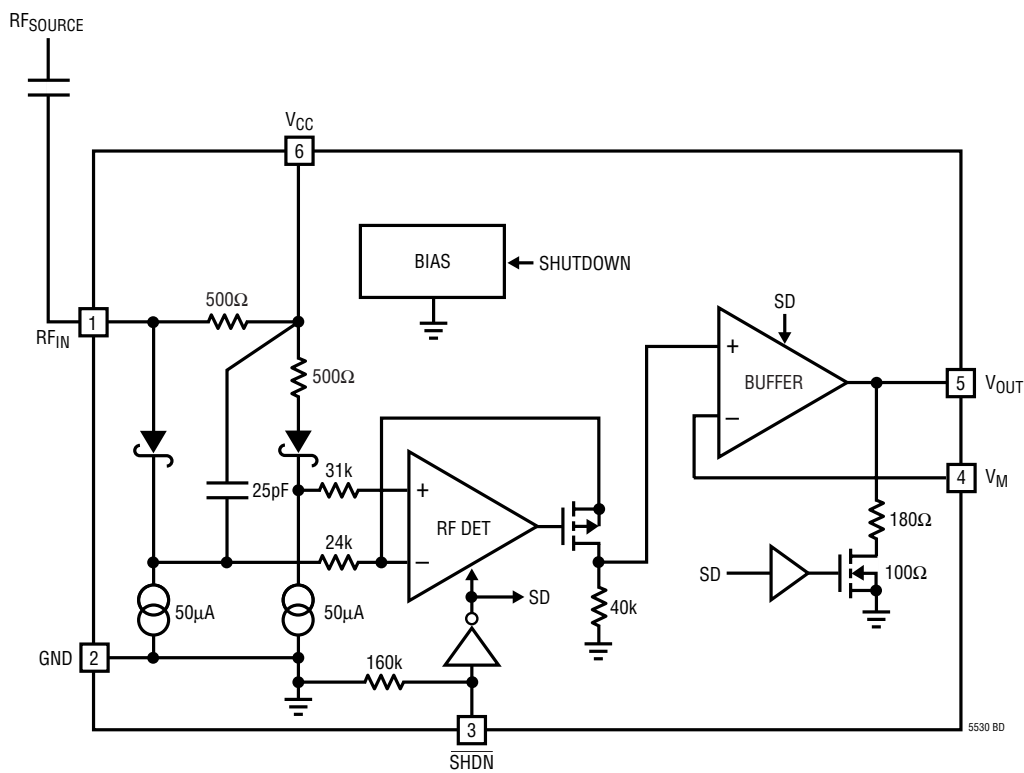 RFSOURCE
VCC
6
BIAS
SHUTDOWN
500Ω
1
RFIN
SD
500Ω
+
BUFFER
5
VOUT
–
31k
25pF
+
4
VM
RF DET
180Ω
24k
–
SD
100Ω
50µA
50µA
SD
40k
GND
2
160k
3
5530 BD
SHDN